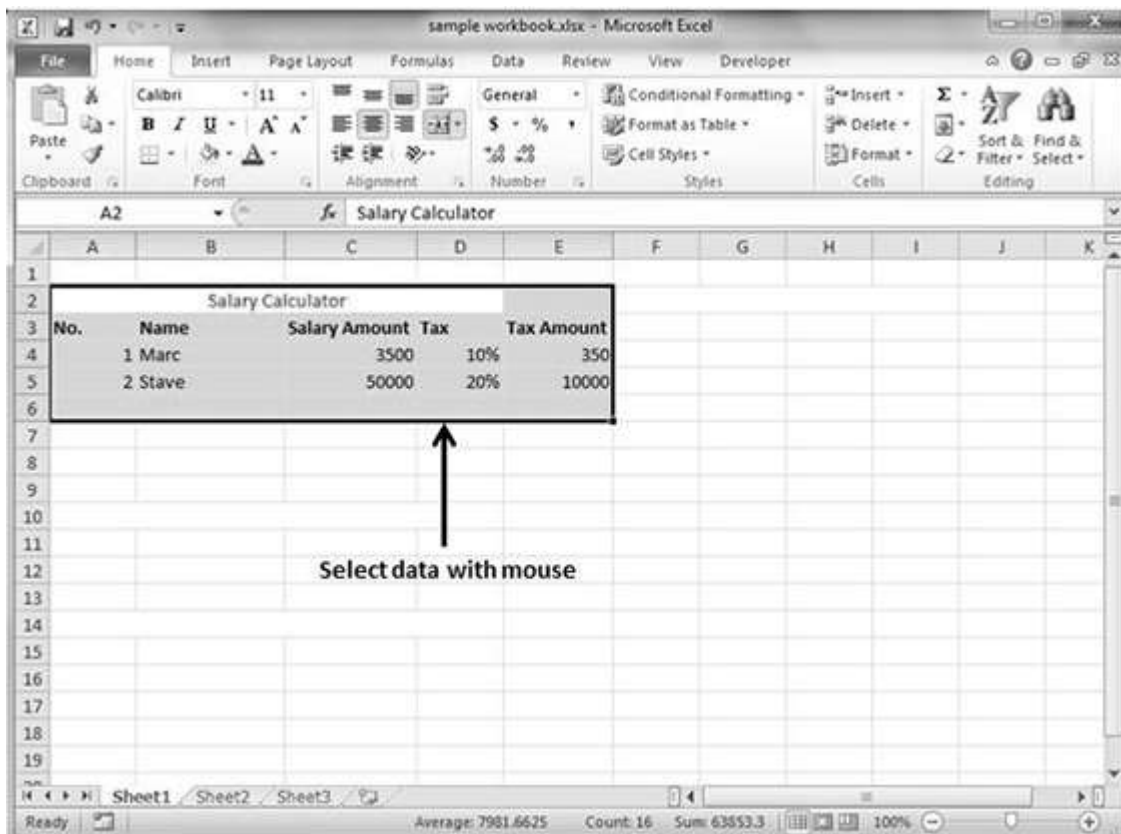 sample workbook.xlsx - Microsoft Excel
File Home Insert Page Layout Formulas Data Review View Developer
Paste
Clipboard
Calibri 11
B I U A A
A
Font
Alignment
General
$ % ,
Number
Conditional Formatting
Format as Table
Cell Styles
Styles
Insert
Delete
Format
Cells
Σ
Sort & Filter
Find & Select
Editing
A2 fx Salary Calculator
A B C D E F G H I J K
1
2 Salary Calculator
3 No. Name Salary Amount Tax Tax Amount
4 1 Marc 3500 10% 350
5 2 Stave 50000 20% 10000
6
7
8
9
10
11
12 Select data with mouse
13
14
15
16
17
18
19
Sheet1 Sheet2 Sheet3
Ready Average: 7981.6625 Count: 16 Sum: 63853.3 100%